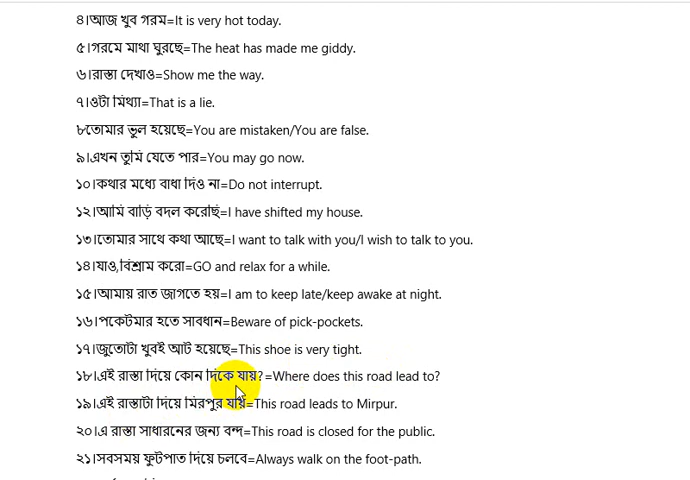 ৪।আজ খুব গরম=It is very hot today.
৫।গরমে মাথা ঘুরছে=The heat has made me giddy.
৬।রাস্তা দেখাও=Show me the way.
৭।ওটা মিথ্যা=That is a lie.
৮তোমার ভুল হয়েছে=You are mistaken/You are false.
৯।এখন তুমি যেতে পার=You may go now.
১০।কথার মধ্যে বাধা দিও না=Do not interrupt.
১২।আমি বাড়ি বদল করেছি=I have shifted my house.
১৩।তোমার সাথে কথা আছে=I want to talk with you/I wish to talk to you.
১৪।যাও,বিশ্রাম করো=GO and relax for a while.
১৫।আমায় রাত জাগতে হয়=I am to keep late/keep awake at night.
১৬।পকেটমার হতে সাবধান=Beware of pick-pockets.
১৭।জুতোটা খুবই আট হয়েছে=This shoe is very tight.
১৮।এই রাস্তা দিয়ে কোন দিকে যায়?=Where does this road lead to?
১৯।এই রাস্তাটা দিয়ে মিরপুর যায়=This road leads to Mirpur.
২০।এ রাস্তা সাধারনের জন্য বন্দ=This road is closed for the public.
২১।সবসময় ফুটপাত দিয়ে চলবে=Always walk on the foot-path.